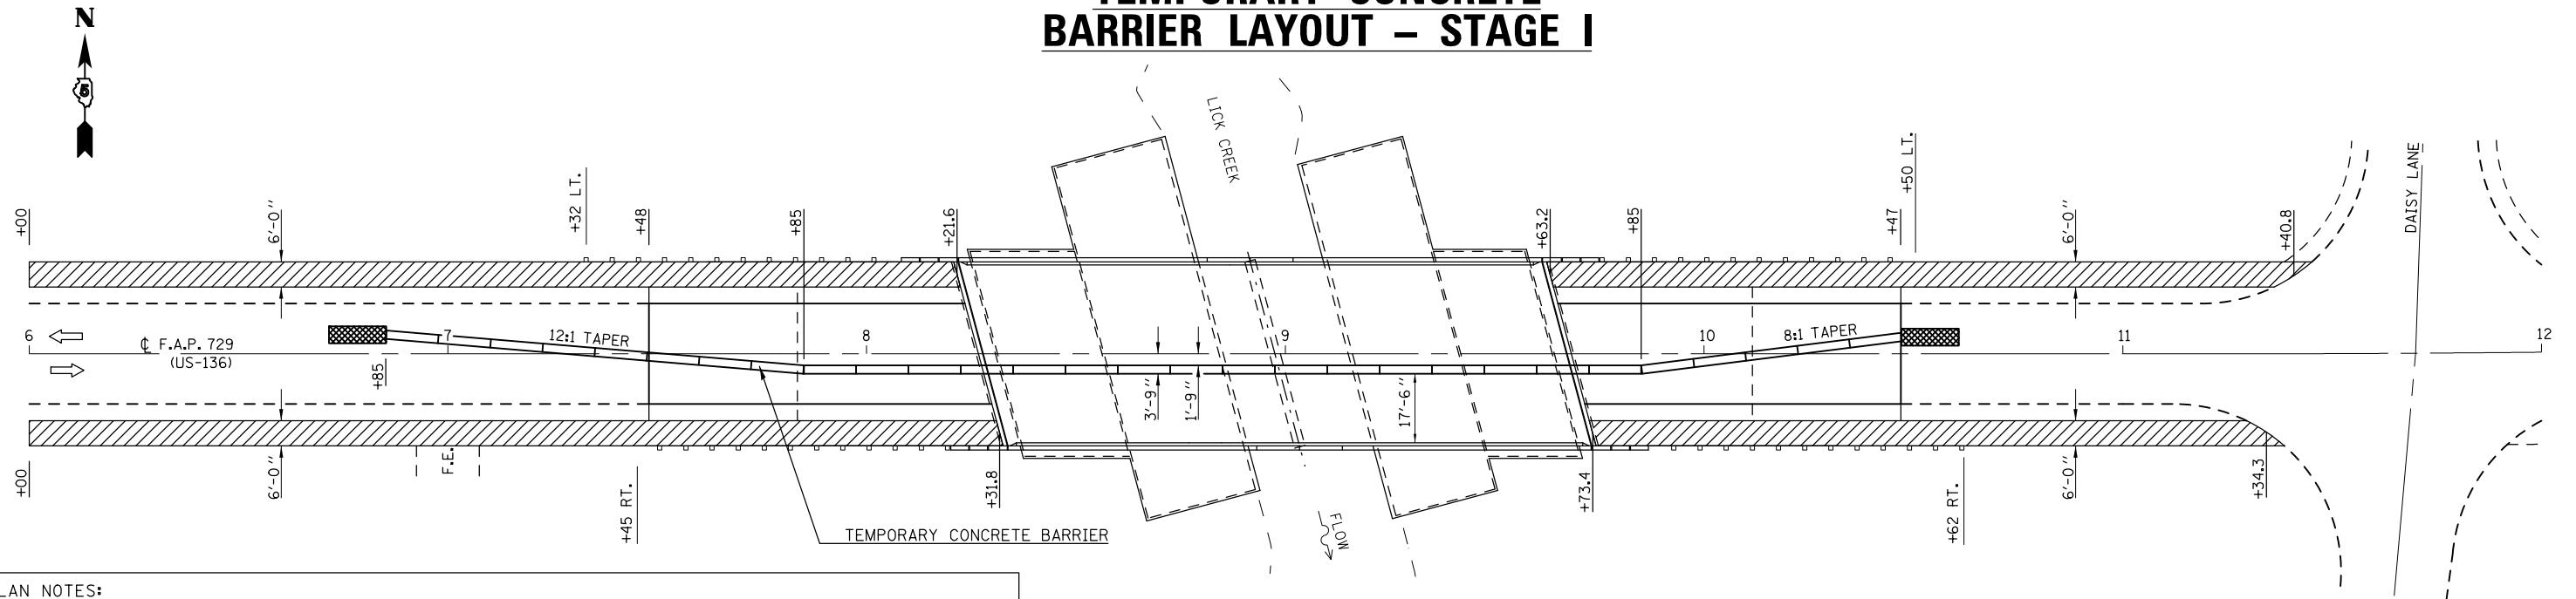 TEMPORARY CONCRETE
BARRIER LAYOUT – STAGE I
N
5
LICK CREEK
+00
6'-0"
+32 LT.
+48
+85
+21.6
+63.2
+85
+47
+50 LT.
6'-0"
+40.8
DAISY LANE
6
℄ F.A.P. 729
(US-136)
+85
7
12:1 TAPER
8
9
10
8:1 TAPER
11
12
3'-9"
1'-9"
17'-6"
+00
6'-0"
F.E.
+45 RT.
+31.8
+73.4
+62 RT.
6'-0"
+34.3
TEMPORARY CONCRETE BARRIER
FLOW
LAN NOTES: